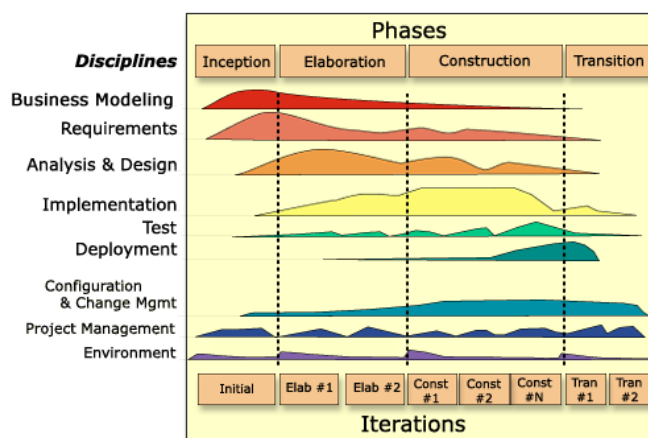 Phases
Disciplines
Inception
Elaboration
Construction
Transition
Business Modeling
Requirements
Analysis & Design
Implementation
Test
Deployment
Configuration
& Change Mgmt
Project Management
Environment
Initial
Elab #1
Elab #2
Const
#1
Const
#2
Const
#N
Tran
#1
Tran
#2
Iterations